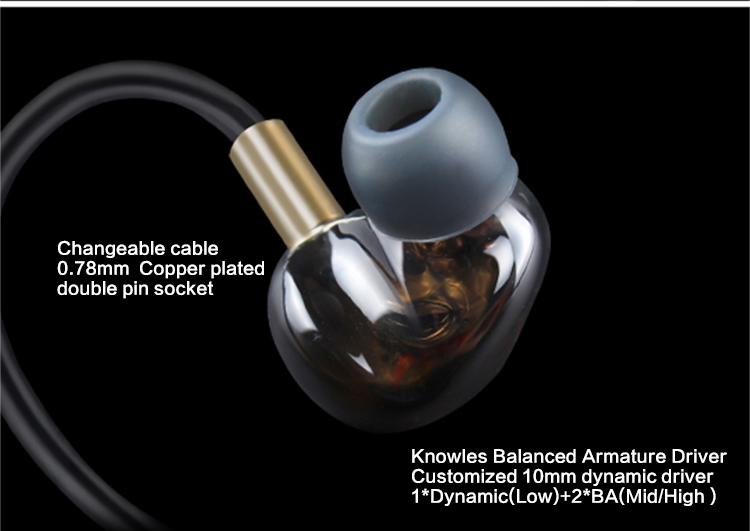 Changeable cable
0.78mm  Copper plated
double pin socket
Knowles Balanced Armature Driver
Customized 10mm dynamic driver
1*Dynamic(Low)+2*BA(Mid/High )